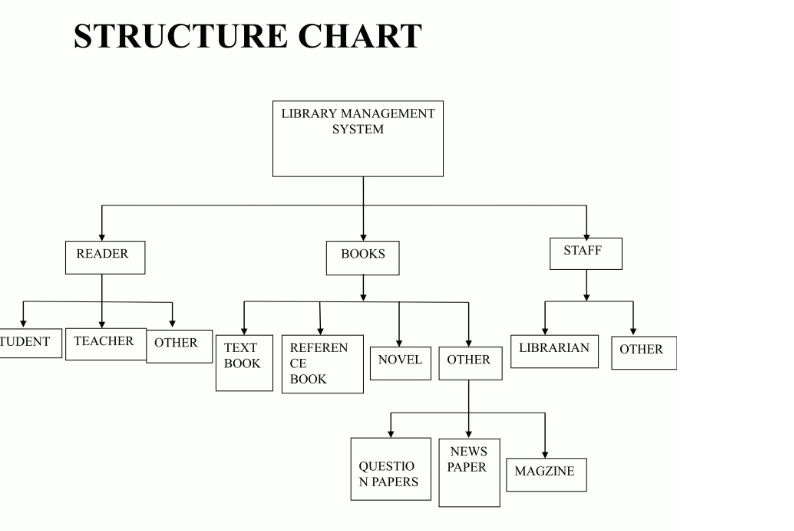 STRUCTURE CHART
LIBRARY MANAGEMENT
SYSTEM
READER
BOOKS
STAFF
TUDENT
TEACHER
OTHER
TEXT
BOOK
REFEREN
CE
BOOK
NOVEL
OTHER
LIBRARIAN
OTHER
QUESTIO
N PAPERS
NEWS
PAPER
MAGZINE